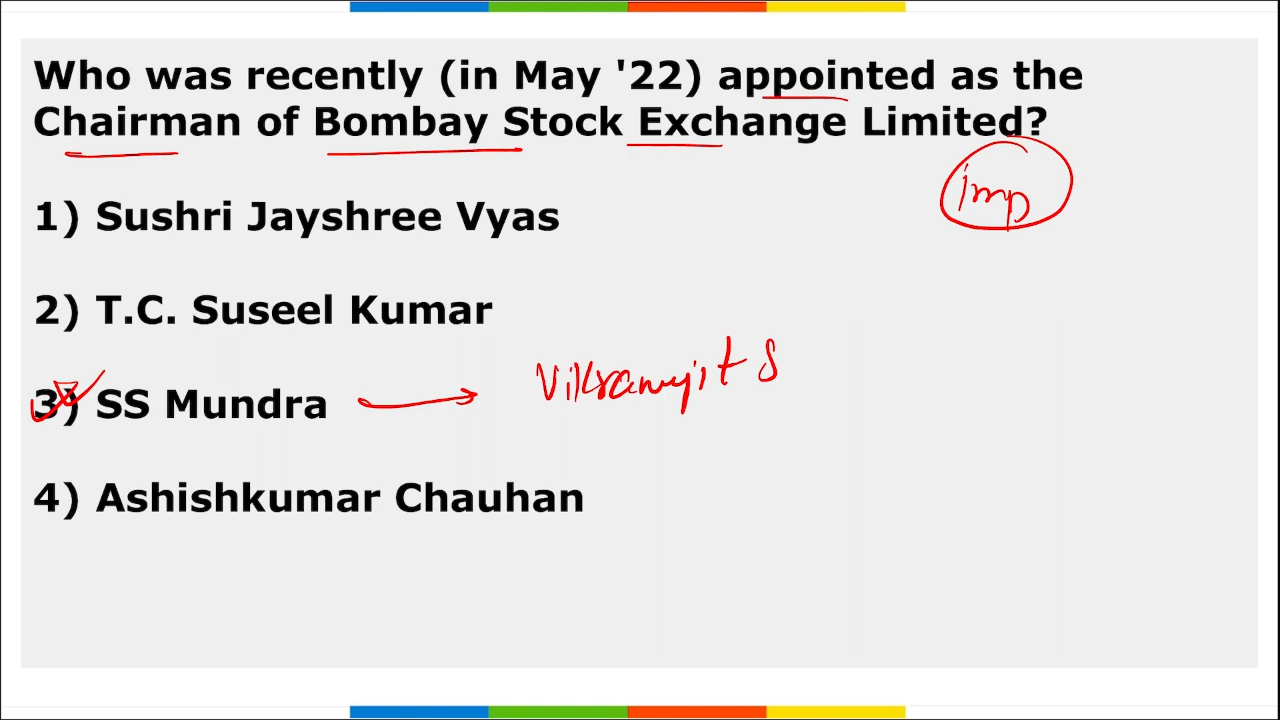 Who was recently (in May '22) appointed as the
Chairman of Bombay Stock Exchange Limited?
imp
1) Sushri Jayshree Vyas
2) T.C. Suseel Kumar
3) SS Mundra
Vikramjit S
4) Ashishkumar Chauhan